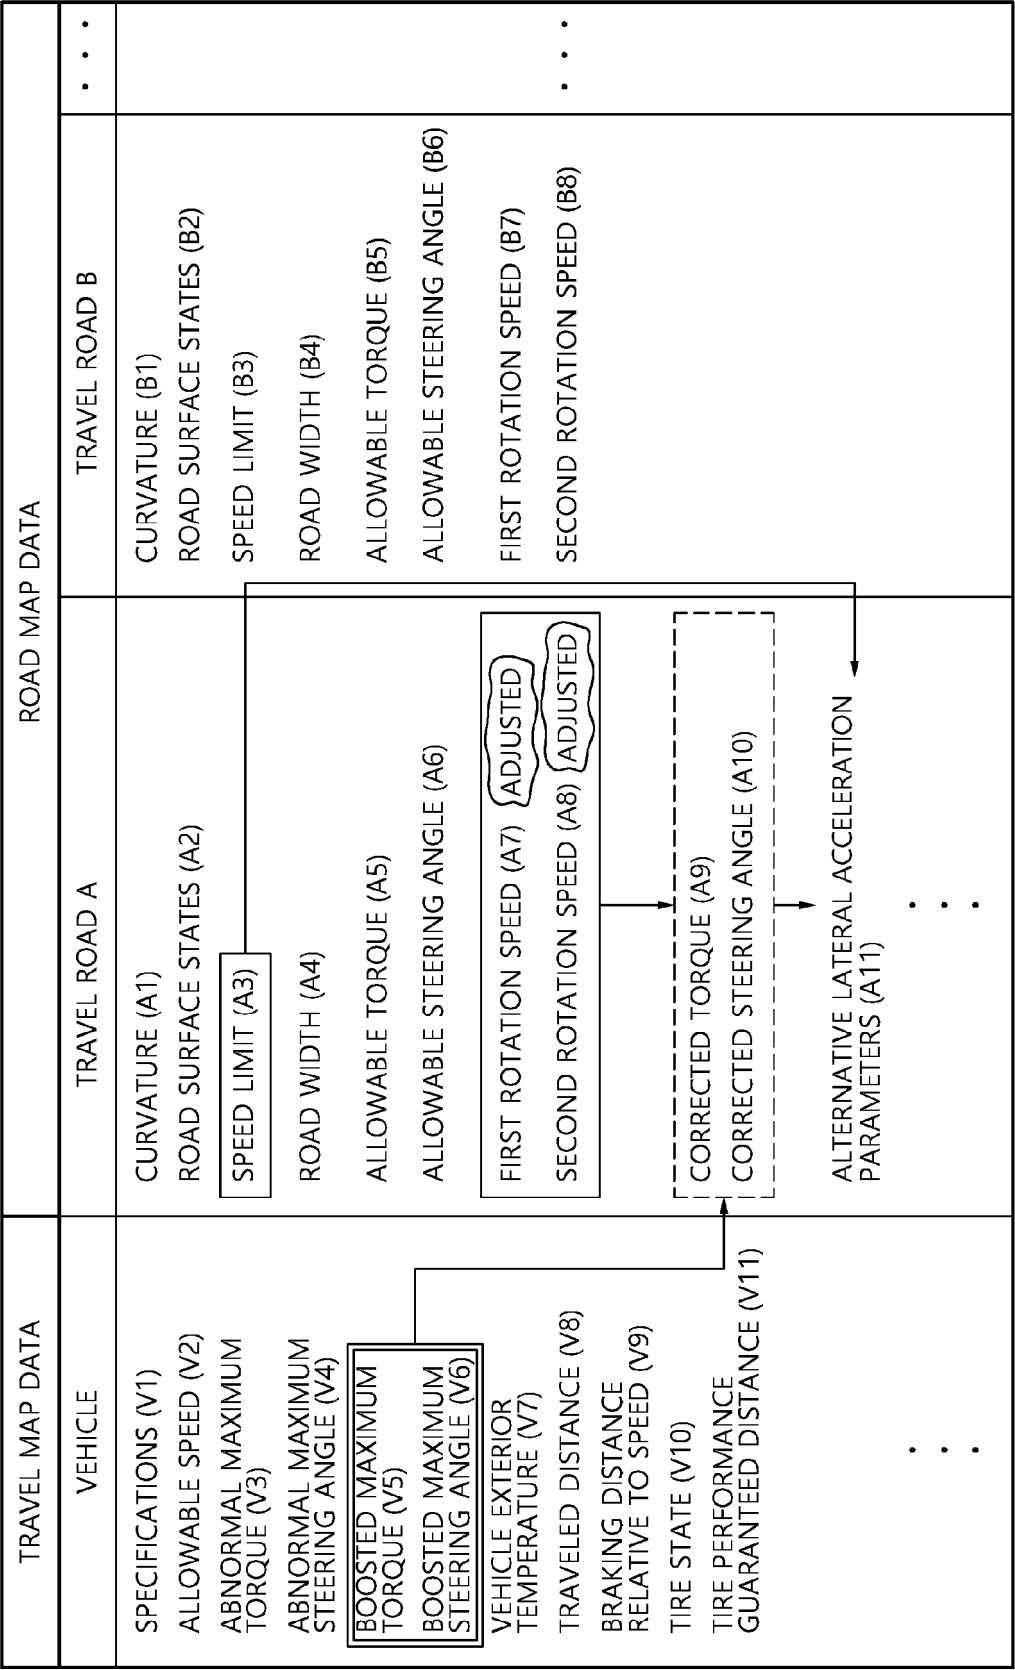 TRAVEL MAP DATA
ROAD MAP DATA
VEHICLE
TRAVEL ROAD A
TRAVEL ROAD B
. . .
SPECIFICATIONS (V1)
ALLOWABLE SPEED (V2)
ABNORMAL MAXIMUM
TORQUE (V3)
ABNORMAL MAXIMUM
STEERING ANGLE (V4)
BOOSTED MAXIMUM
TORQUE (V5)
BOOSTED MAXIMUM
STEERING ANGLE (V6)
VEHICLE EXTERIOR
TEMPERATURE (V7)
TRAVELED DISTANCE (V8)
BRAKING DISTANCE
RELATIVE TO SPEED (V9)
TIRE STATE (V10)
TIRE PERFORMANCE
GUARANTEED DISTANCE (V11)
. . .
CURVATURE (A1)
ROAD SURFACE STATES (A2)
SPEED LIMIT (A3)
ROAD WIDTH (A4)
ALLOWABLE TORQUE (A5)
ALLOWABLE STEERING ANGLE (A6)
FIRST ROTATION SPEED (A7) ADJUSTED
SECOND ROTATION SPEED (A8) ADJUSTED
CORRECTED TORQUE (A9)
CORRECTED STEERING ANGLE (A10)
ALTERNATIVE LATERAL ACCELERATION
PARAMETERS (A11)
. . .
CURVATURE (B1)
ROAD SURFACE STATES (B2)
SPEED LIMIT (B3)
ROAD WIDTH (B4)
ALLOWABLE TORQUE (B5)
ALLOWABLE STEERING ANGLE (B6)
FIRST ROTATION SPEED (B7)
SECOND ROTATION SPEED (B8)
. . .